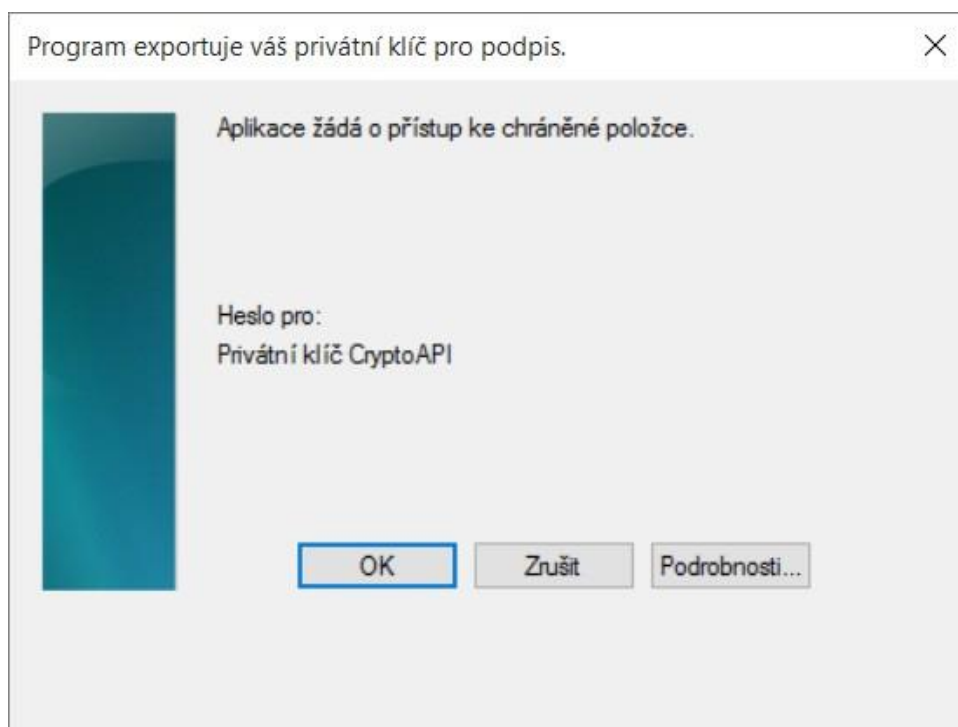 Program exportuje váš privátní klíč pro podpis.
Aplikace žádá o přístup ke chráněné položce.
Heslo pro:
Privátní klíč CryptoAPI
OK
Zrušit
Podrobnosti...